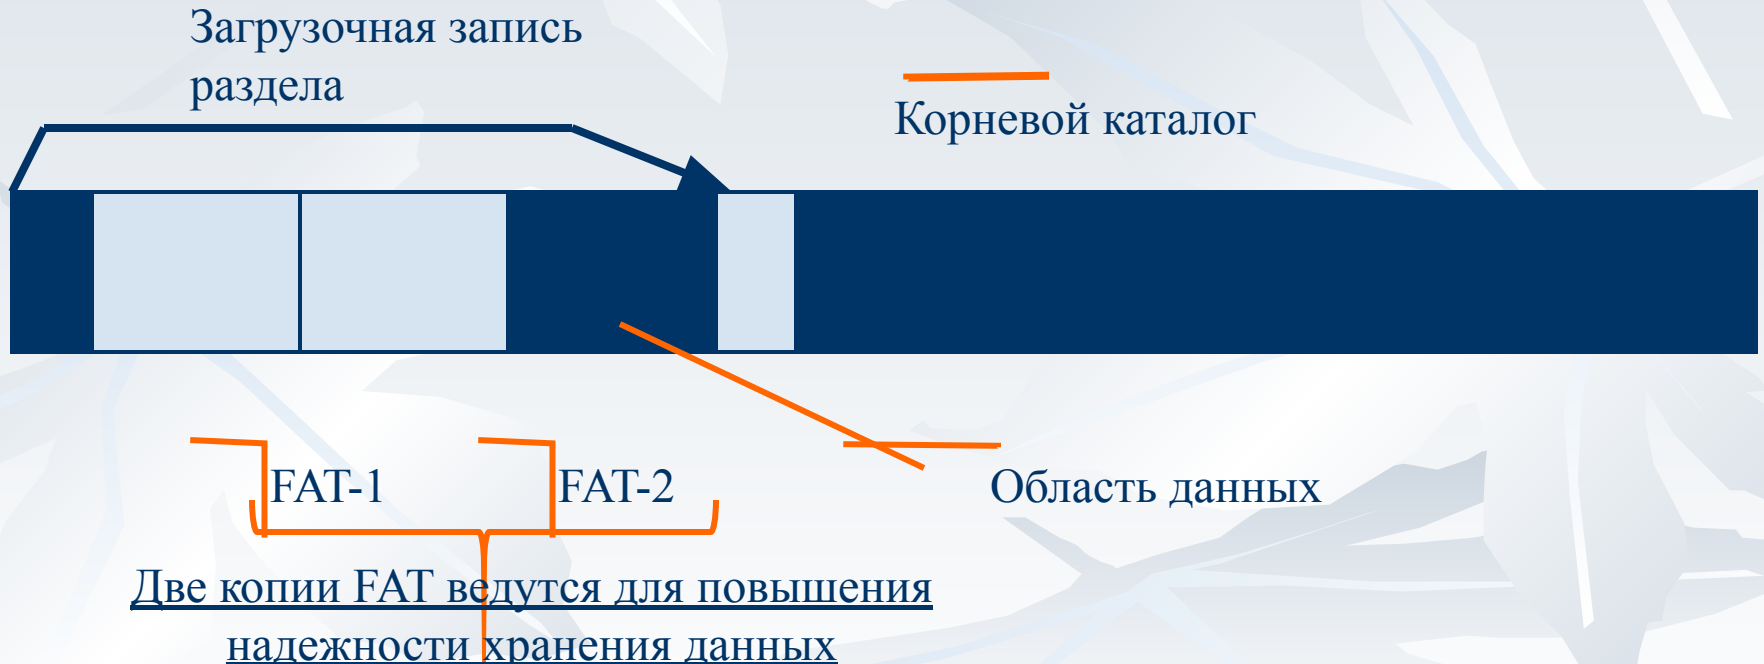 Загрузочная запись
раздела
Корневой каталог
FAT-1
FAT-2
Область данных
Две копии FAT ведутся для повышения
надежности хранения данных